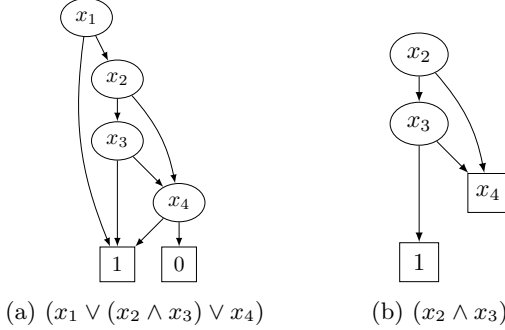 x₁
x₂
x₃
x₄
1
0
(a) (x₁ ∨ (x₂ ∧ x₃) ∨ x₄)
x₂
x₃
x₄
1
(b) (x₂ ∧ x₃)